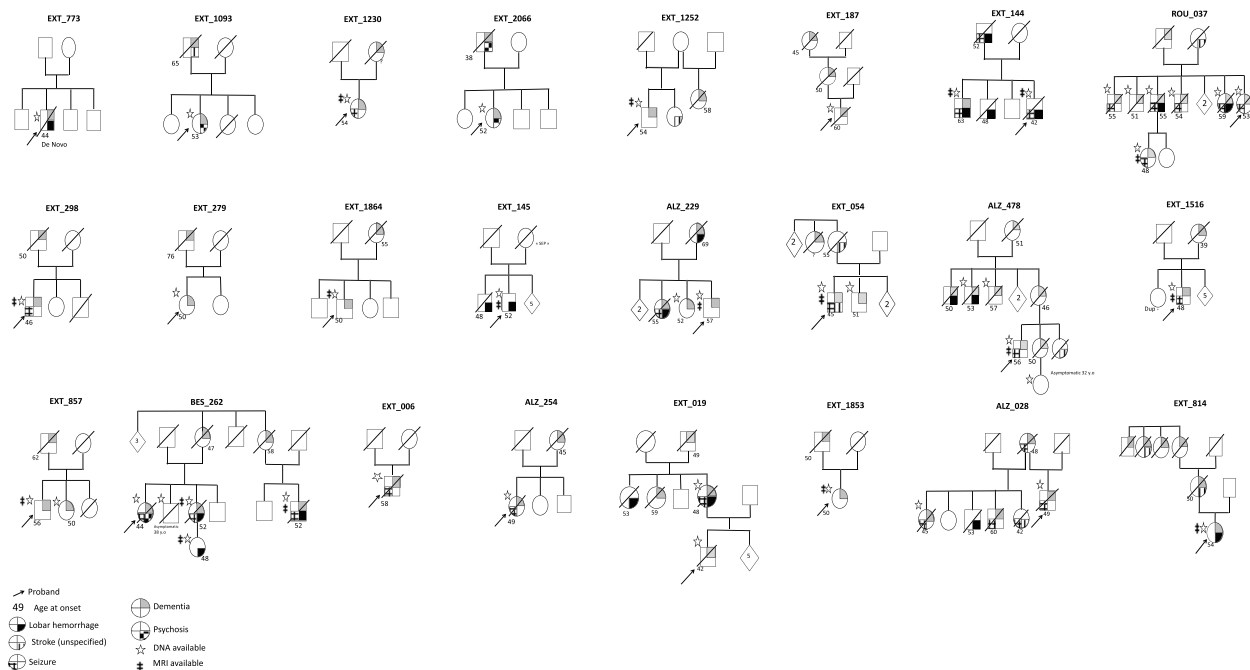 EXT_773
EXT_1093
EXT_1230
EXT_2066
EXT_1252
EXT_187
EXT_144
ROU_037
44
De Novo
65
53
?
54
38
52
58
54
45
50
60
52
63
48
42
55
51
55
54
2
59
53
48
EXT_298
EXT_279
EXT_1864
EXT_145
ALZ_229
EXT_054
ALZ_478
EXT_1516
50
46
76
50
55
50
« SEP »
48
52
5
69
2
55
52
57
2
?
55
45
51
2
51
50
53
57
2
46
56
50
Asymptomatic 32 y.o
39
Dup -
48
5
EXT_857
BES_262
EXT_006
ALZ_254
EXT_019
EXT_1853
ALZ_028
EXT_814
62
56
50
3
47
58
44
Asymptomatic
38 y.o
52
52
48
58
45
49
49
53
59
48
42
5
50
50
48
45
53
60
42
49
50
54
Proband
49 Age at onset
Lobar hemorrhage
Stroke (unspecified)
Seizure
Dementia
Psychosis
DNA available
MRI available